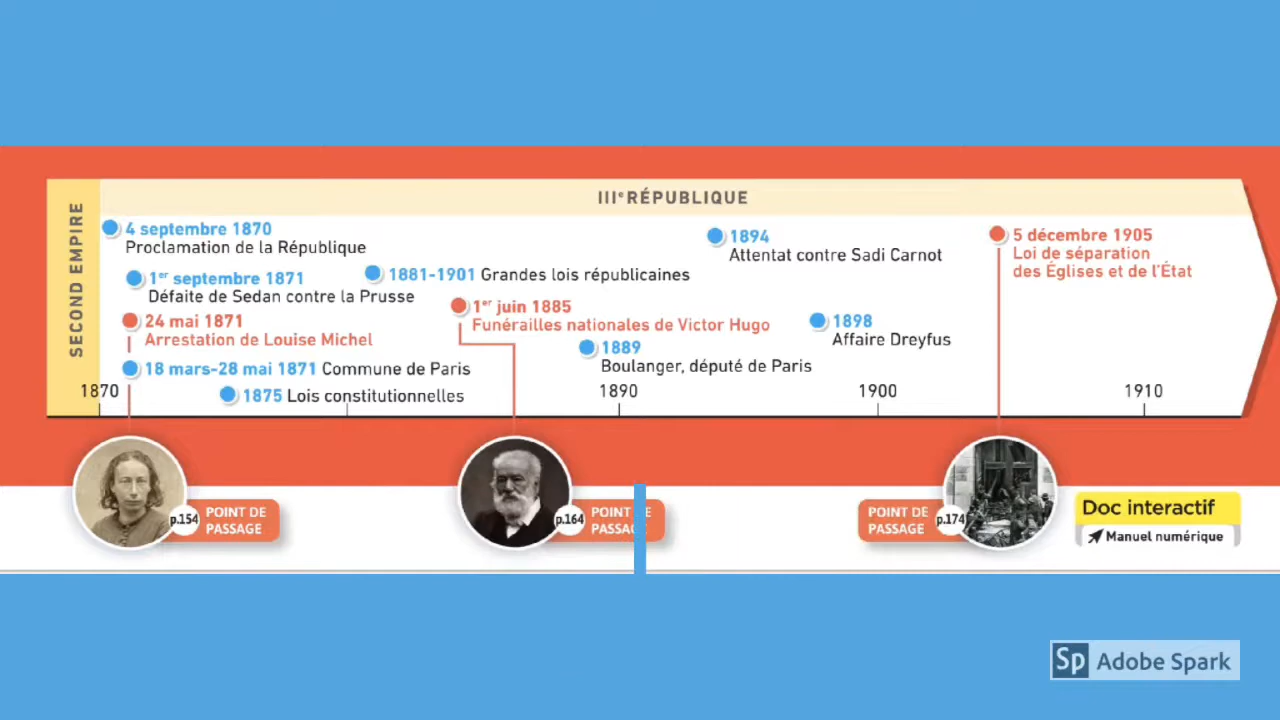 SECOND EMPIRE
IIIe RÉPUBLIQUE
4 septembre 1870
Proclamation de la République
1er septembre 1871
Défaite de Sedan contre la Prusse
24 mai 1871
Arrestation de Louise Michel
18 mars-28 mai 1871 Commune de Paris
1875 Lois constitutionnelles
1881-1901 Grandes lois républicaines
1er juin 1885
Funérailles nationales de Victor Hugo
1889
Boulanger, député de Paris
1894
Attentat contre Sadi Carnot
1898
Affaire Dreyfus
5 décembre 1905
Loi de séparation
des Églises et de l'État
1870
1890
1900
1910
p.154
POINT DE
PASSAGE
p.164
POINT DE
PASSAGE
POINT DE
PASSAGE
p.174
Doc interactif
Manuel numérique
Sp Adobe Spark